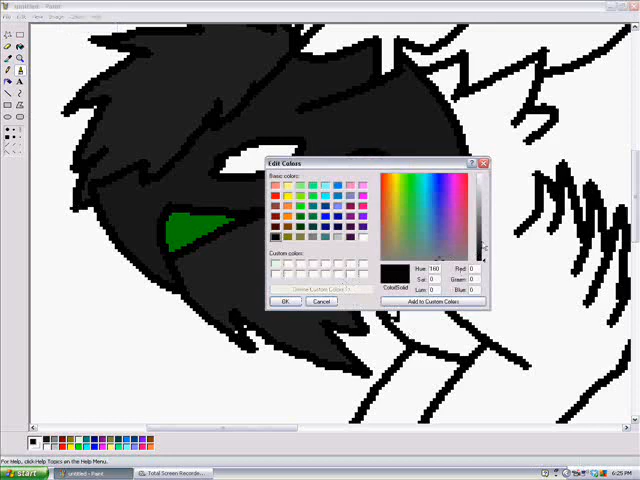 untitled - Paint
File Edit View Image Colors Help
Edit Colors
Basic colors:
Custom colors:
Define Custom Colors >>
OK Cancel
Color|Solid
Hue: 160 Red: 0
Sat: 0 Green: 0
Lum: 0 Blue: 0
Add to Custom Colors
For Help, click Help Topics on the Help Menu.
start untitled - Paint Total Screen Recorde... 6:25 PM